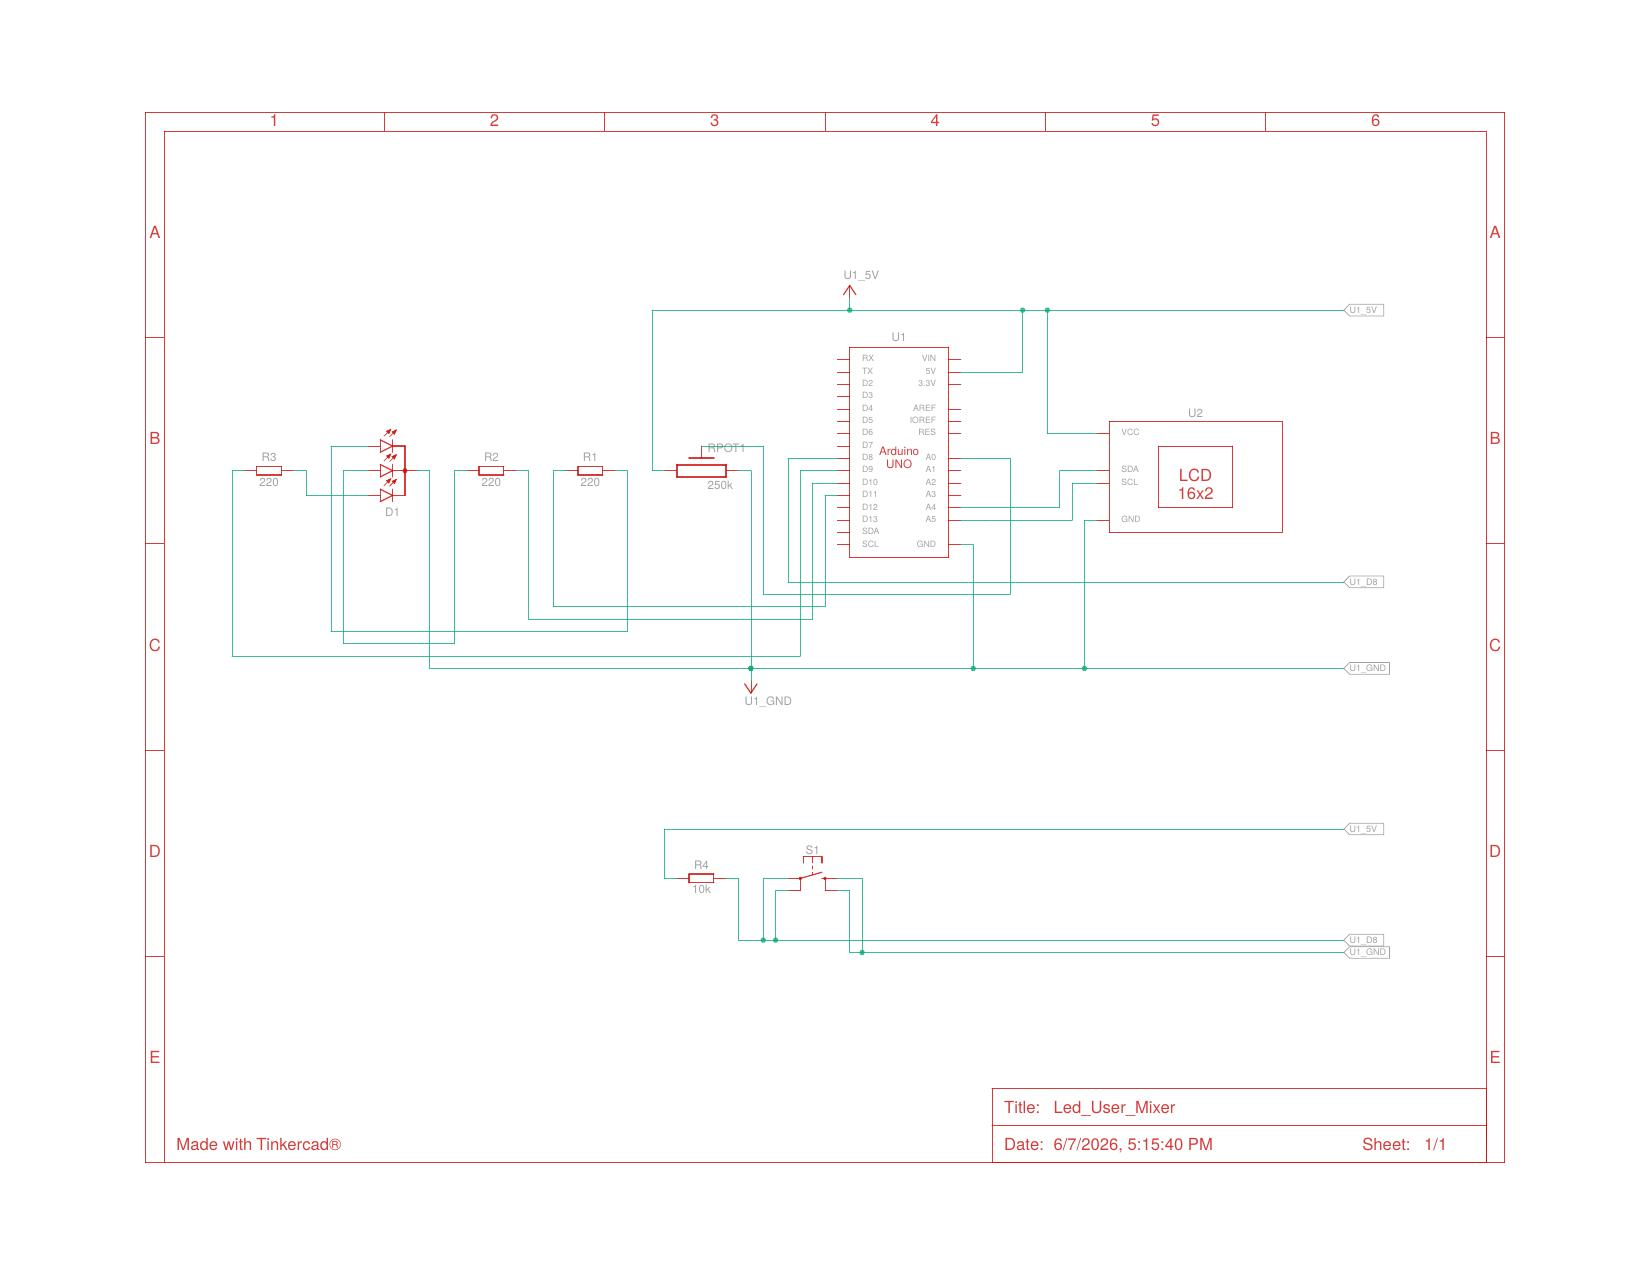 1 2 3 4 5 6
A A
U1_5V
U1_5V
U1
RX VIN
TX 5V
D2 3.3V
D3
D4 AREF
D5 IOREF
D6 RES
D7
D8 A0
D9 A1
D10 A2
D11 A3
D12 A4
D13 A5
SDA
SCL GND
Arduino
UNO
U2
VCC
SDA
SCL
GND
LCD
16x2
B B
R3
220
D1
R2
220
R1
220
RPOT1
250k
U1_D8
C C
U1_GND
U1_GND
U1_5V
D D
S1
R4
10k
U1_D8
U1_GND
E E
Title: Led_User_Mixer
Made with Tinkercad®
Date: 6/7/2026, 5:15:40 PM Sheet: 1/1